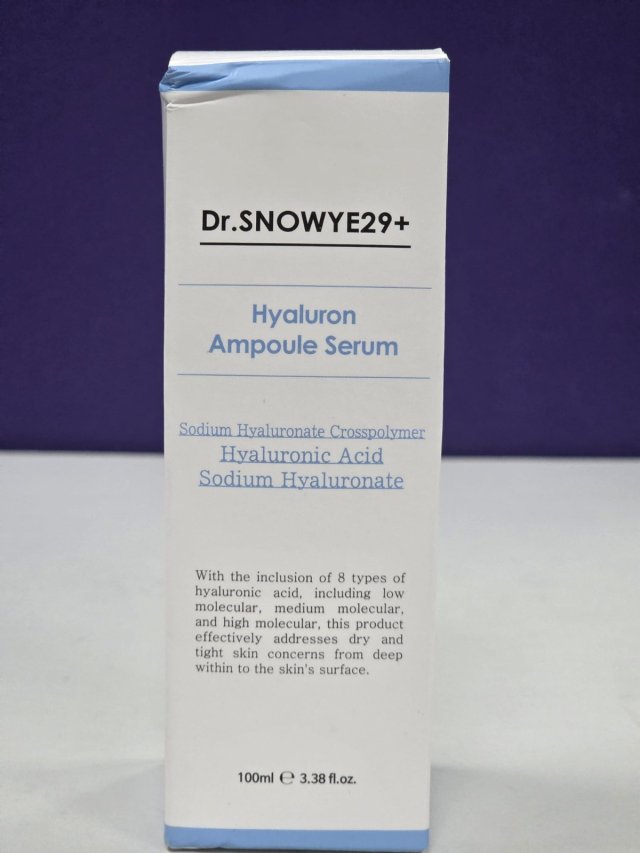 Dr.SNOWYE29+
Hyaluron
Ampoule Serum
Sodium Hyaluronate Crosspolymer
Hyaluronic Acid
Sodium Hyaluronate
With the inclusion of 8 types of
hyaluronic acid, including low
molecular, medium molecular,
and high molecular, this product
effectively addresses dry and
tight skin concerns from deep
within to the skin's surface.
100ml ℮ 3.38 fl.oz.